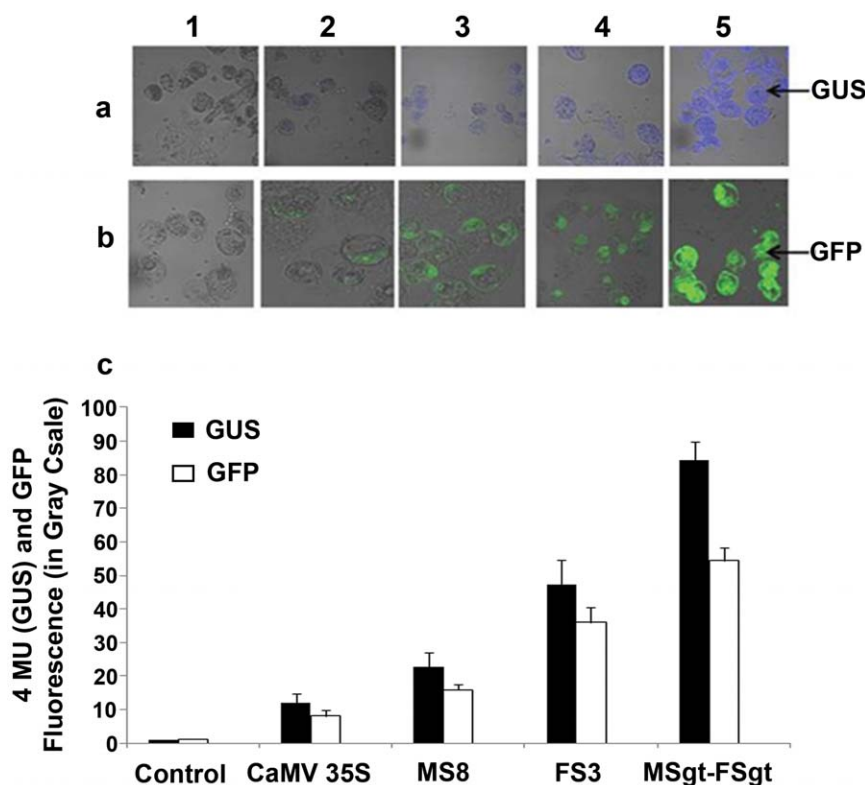 1 2 3 4 5
a
GUS
b
GFP
c
4 MU (GUS) and GFP
Fluorescence (in Gray Csale)
100
90
80
70
60
50
40
30
20
10
0
GUS
GFP
Control CaMV 35S MS8 FS3 MSgt-FSgt